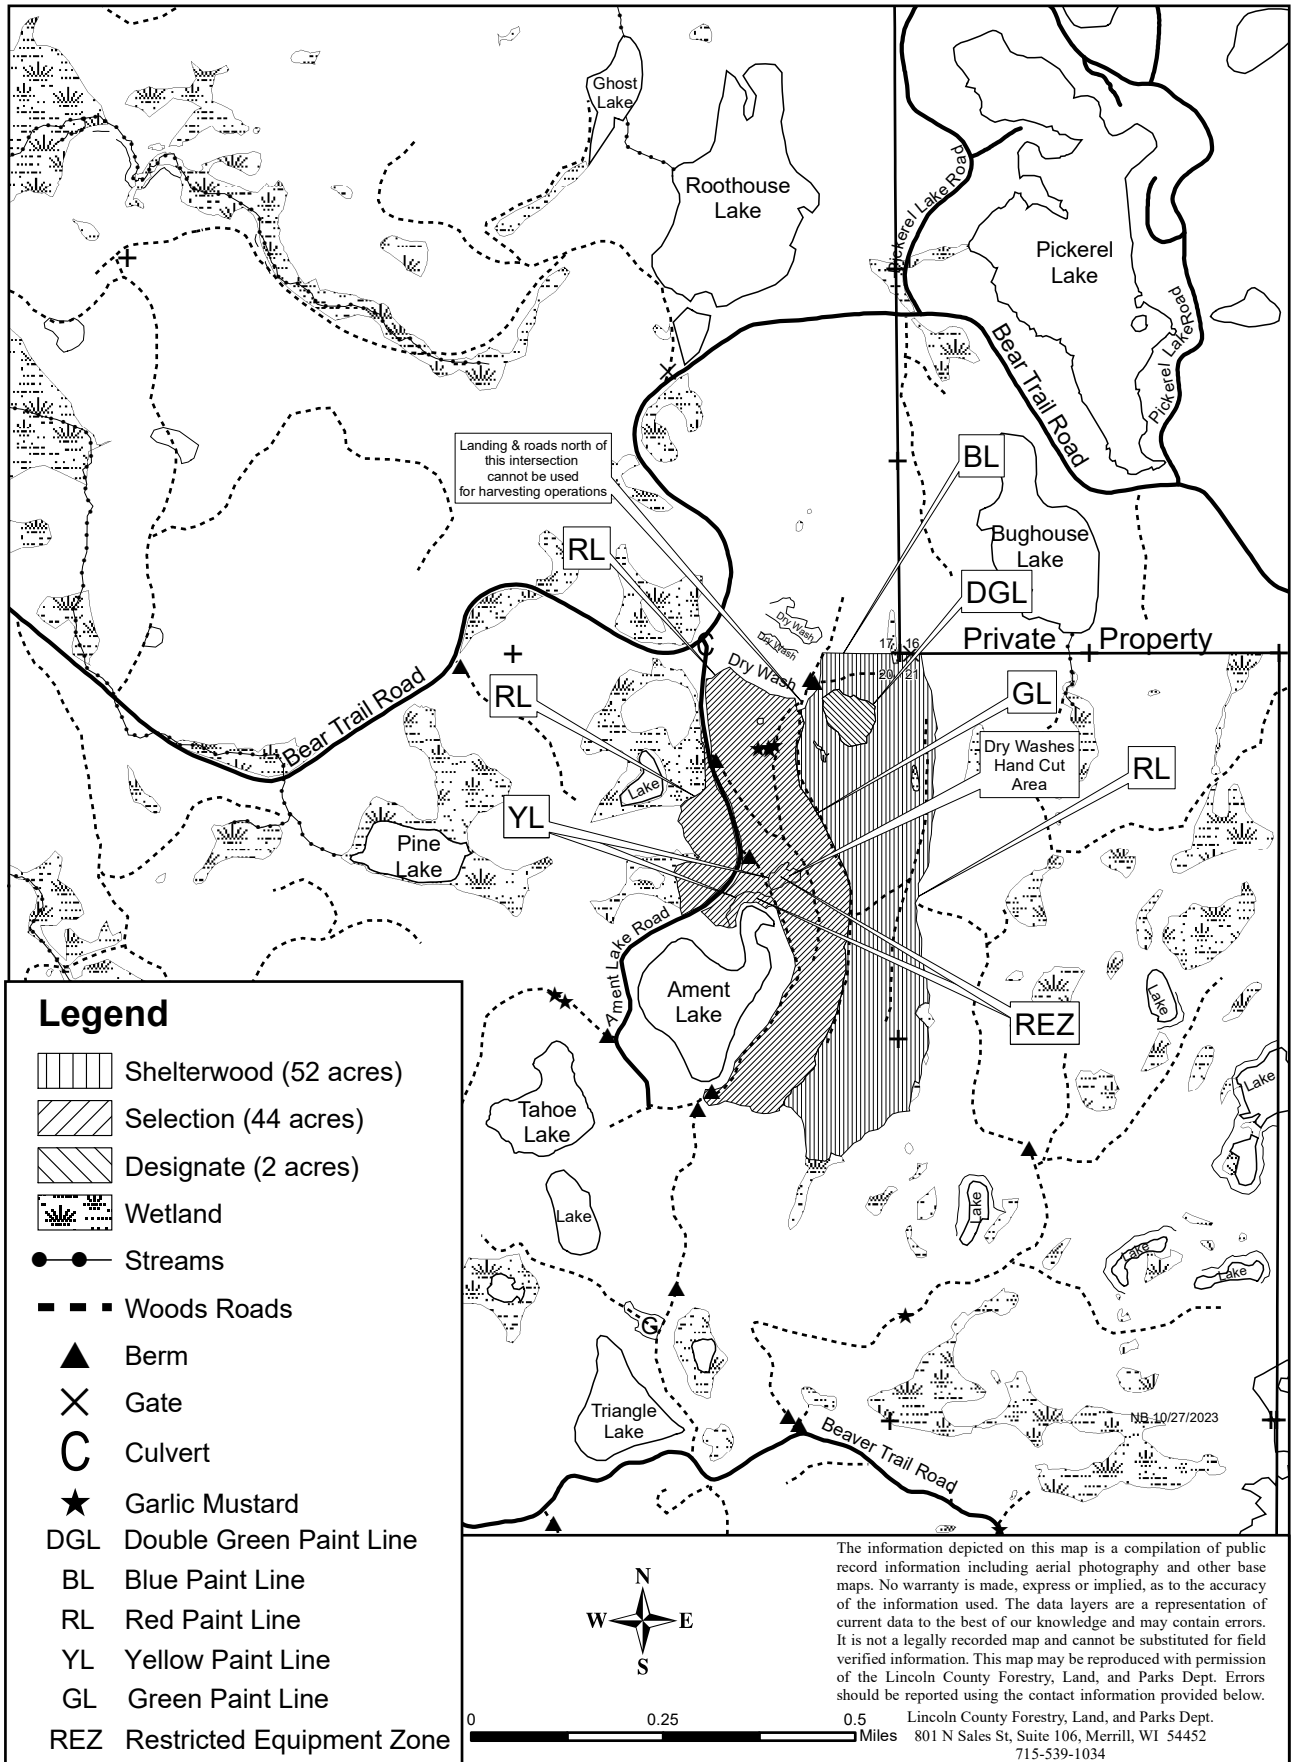 Ghost
Lake
Roothouse
Lake
Pickerel Lake Road
Pickerel
Lake
Pickerel Lake Road
Bear Trail Road
Landing & roads north of
this intersection
cannot be used
for harvesting operations
BL
RL
Bughouse
Lake
DGL
Dry Wash
Dry Wash
Dry Wash
17 16
20 21
Private Property
Bear Trail Road
RL
GL
Dry Washes
Hand Cut
Area
RL
Lake
YL
Pine
Lake
Ament Lake Road
Ament
Lake
REZ
Lake
Lake
Tahoe
Lake
Lake
Lake
Lake
Lake
G
Triangle
Lake
NB 10/27/2023
Beaver Trail Road
Legend
Shelterwood (52 acres)
Selection (44 acres)
Designate (2 acres)
Wetland
Streams
Woods Roads
Berm
Gate
C Culvert
Garlic Mustard
DGL Double Green Paint Line
BL Blue Paint Line
RL Red Paint Line
YL Yellow Paint Line
GL Green Paint Line
REZ Restricted Equipment Zone
N
W E
S
0 0.25 0.5
Miles
The information depicted on this map is a compilation of public
record information including aerial photography and other base
maps. No warranty is made, express or implied, as to the accuracy
of the information used. The data layers are a representation of
current data to the best of our knowledge and may contain errors.
It is not a legally recorded map and cannot be substituted for field
verified information. This map may be reproduced with permission
of the Lincoln County Forestry, Land, and Parks Dept. Errors
should be reported using the contact information provided below.
Lincoln County Forestry, Land, and Parks Dept.
801 N Sales St, Suite 106, Merrill, WI 54452
715-539-1034